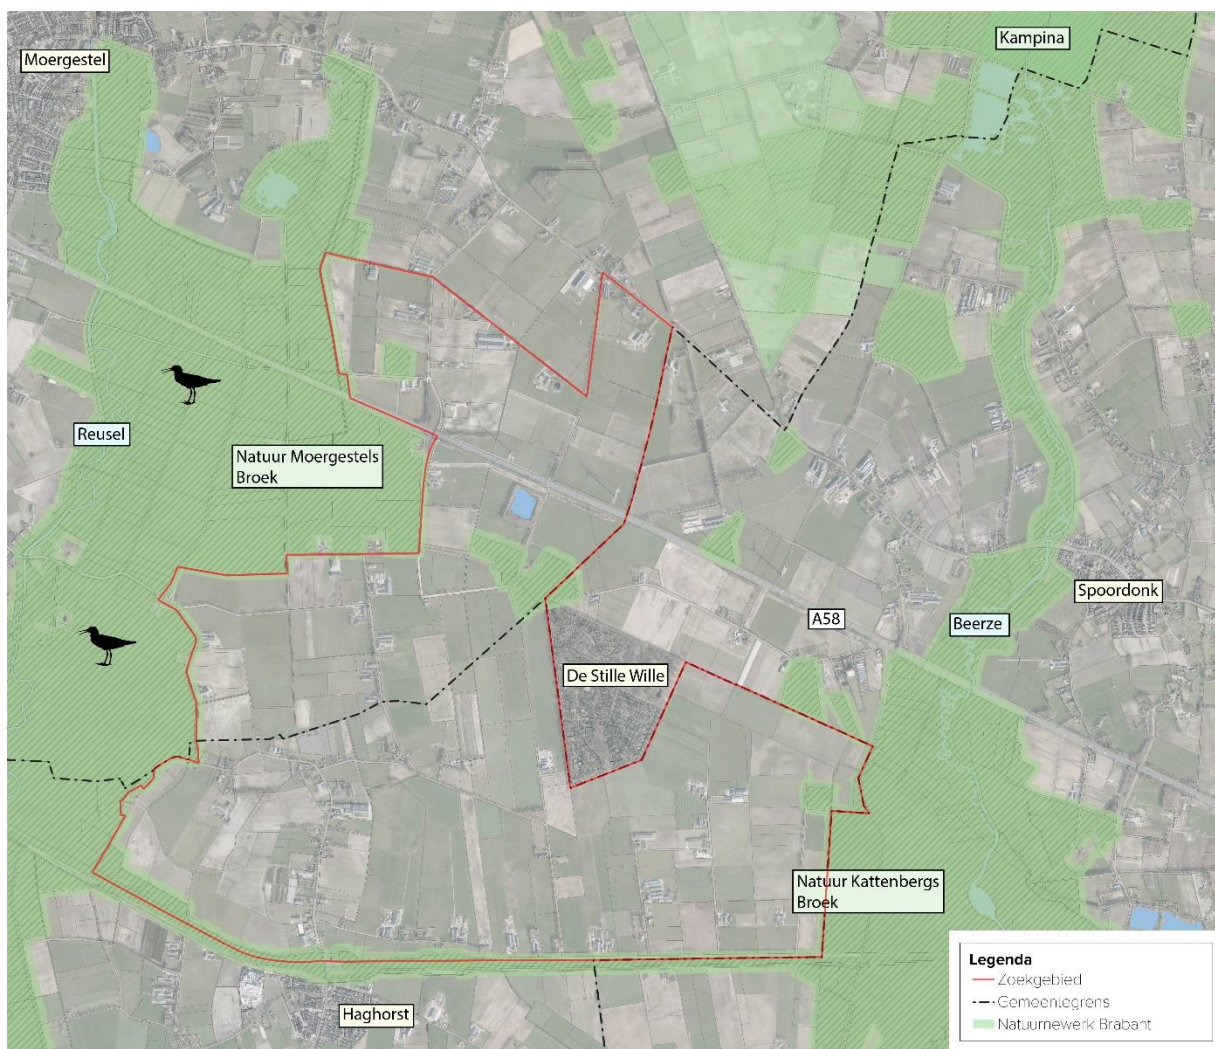 Moergestel
Kampina
Reusel
Natuur Moergestels
Broek
Spoordonk
A58
Beerze
De Stille Wille
Natuur Kattenbergs
Broek
Haghorst
Legenda
Zoekgebied
Gemeentegrens
Natuurnewerk Brabant